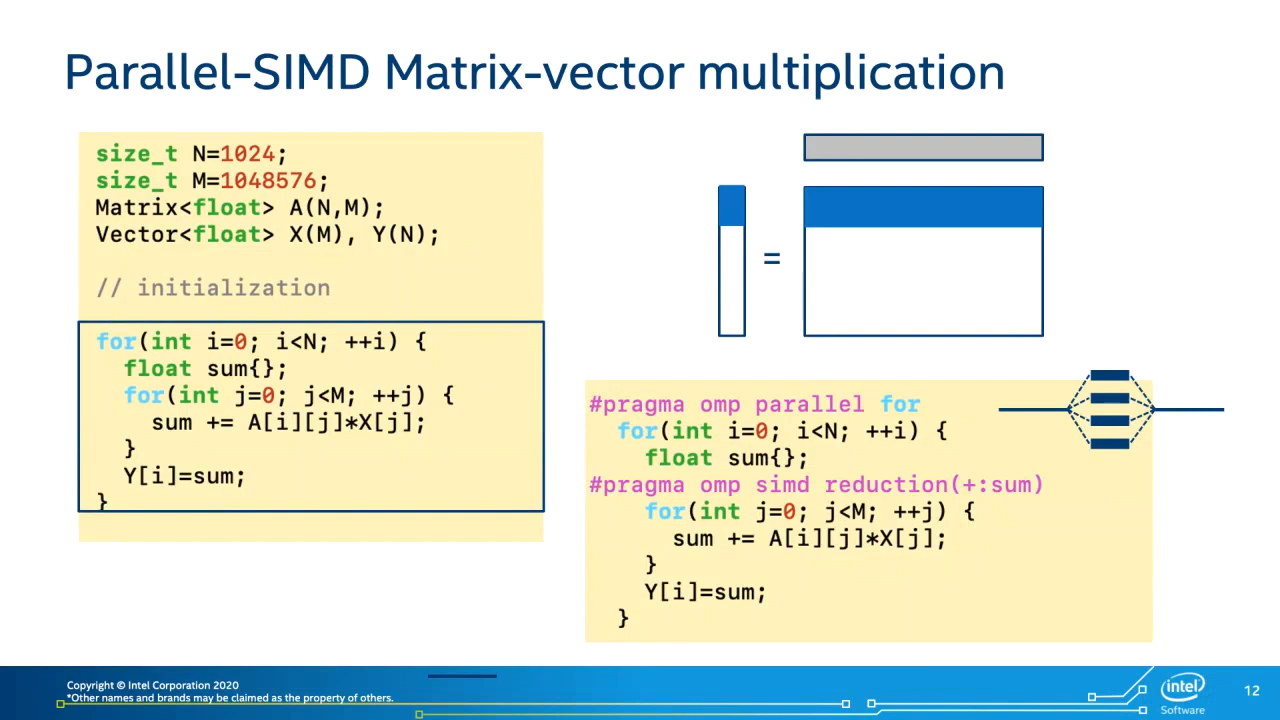 Parallel-SIMD Matrix-vector multiplication
size_t N=1024;
size_t M=1048576;
Matrix<float> A(N,M);
Vector<float> X(M), Y(N);
// initialization
for(int i=0; i<N; ++i) {
  float sum{};
  for(int j=0; j<M; ++j) {
    sum += A[i][j]*X[j];
  }
  Y[i]=sum;
}
=
#pragma omp parallel for
  for(int i=0; i<N; ++i) {
    float sum{};
#pragma omp simd reduction(+:sum)
    for(int j=0; j<M; ++j) {
      sum += A[i][j]*X[j];
    }
    Y[i]=sum;
  }
Copyright © Intel Corporation 2020
*Other names and brands may be claimed as the property of others.
intel
Software
12